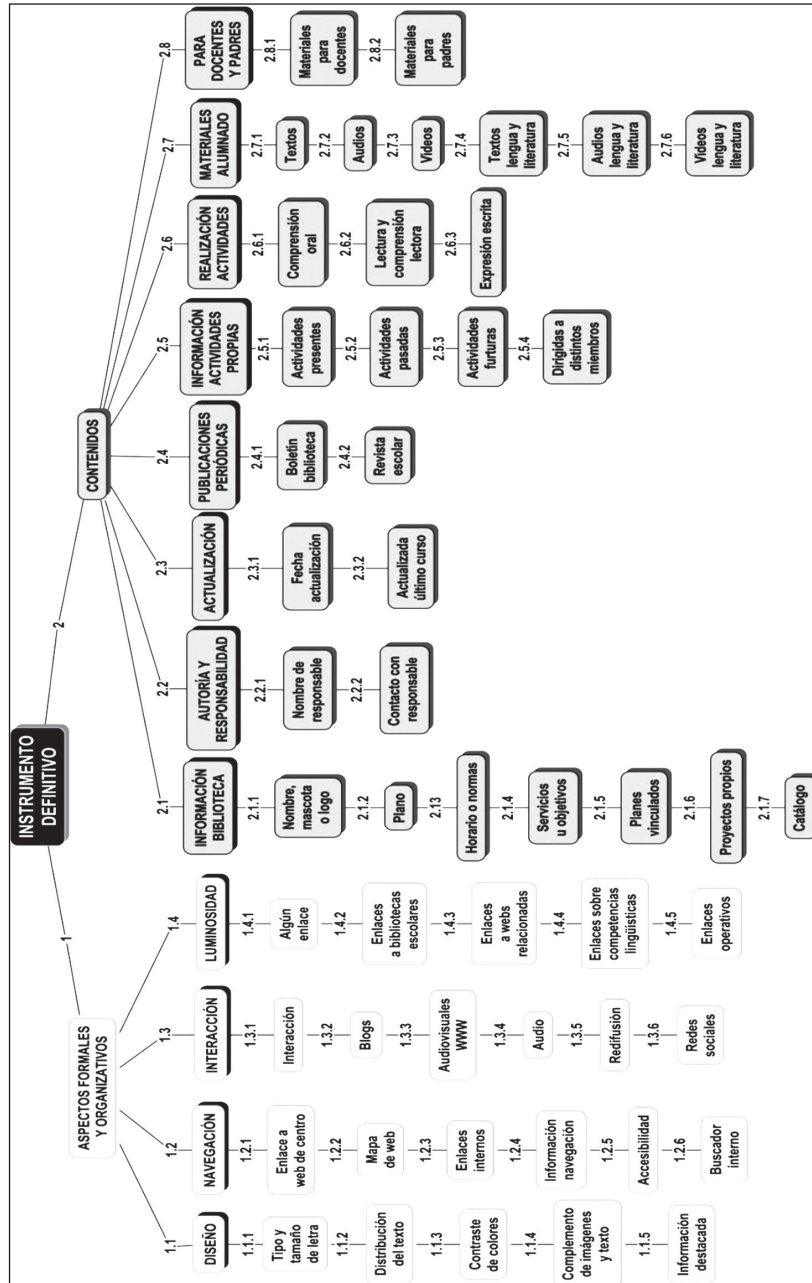 INSTRUMENTO
DEFINITIVO
1
ASPECTOS FORMALES
Y ORGANIZATIVOS
1.1
DISEÑO
1.1.1
Tipo y
tamaño
de letra
1.1.2
Distribución
del texto
1.1.3
Contraste
de colores
1.1.4
Complemento
de imágenes
y texto
1.1.5
Información
destacada
1.2
NAVEGACIÓN
1.2.1
Enlace a
web de centro
1.2.2
Mapa
de web
1.2.3
Enlaces
internos
1.2.4
Información
navegación
1.2.5
Accesibilidad
1.2.6
Buscador
interno
1.3
INTERACCIÓN
1.3.1
Interacción
1.3.2
Blogs
1.3.3
Audiovisuales
WWW
1.3.4
Audio
1.3.5
Redifusión
1.3.6
Redes
sociales
1.4
LUMINOSIDAD
1.4.1
Algún
enlace
1.4.2
Enlaces
a bibliotecas
escolares
1.4.3
Enlaces
a webs
relacionadas
1.4.4
Enlaces sobre
competencias
lingüísticas
1.4.5
Enlaces
operativos
2
CONTENIDOS
2.1
INFORMACIÓN
BIBLIOTECA
2.1.1
Nombre,
mascota
o logo
2.1.2
Plano
2.13
Horario o normas
2.1.4
Servicios
u objetivos
2.1.5
Planes
vinculados
2.1.6
Proyectos propios
2.1.7
Catálogo
2.2
AUTORÍA Y
RESPONSABILIDAD
2.2.1
Nombre de
responsable
2.2.2
Contacto con
responsable
2.3
ACTUALIZACIÓN
2.3.1
Fecha
actualización
2.3.2
Actualizada
último curso
2.4
PUBLICACIONES
PERIÓDICAS
2.4.1
Boletín
biblioteca
2.4.2
Revista
escolar
2.5
INFORMACIÓN
ACTIVIDADES
PROPIAS
2.5.1
Actividades
presentes
2.5.2
Actividades
pasadas
2.5.3
Actividades
furturas
2.5.4
Dirigidas a
distintos
miembros
2.6
REALIZACIÓN
ACTIVIDADES
2.6.1
Comprensión
oral
2.6.2
Lectura y
comprensión
lectora
2.6.3
Expresión escrita
2.7
MATERIALES
ALUMNADO
2.7.1
Textos
2.7.2
Audios
2.7.3
Videos
2.7.4
Textos
lengua y
literatura
2.7.5
Audios
lengua y
literatura
2.7.6
Videos
lengua y
literatura
2.8
PARA
DOCENTES
Y PADRES
2.8.1
Materiales
para
docentes
2.8.2
Materiales
para
padres